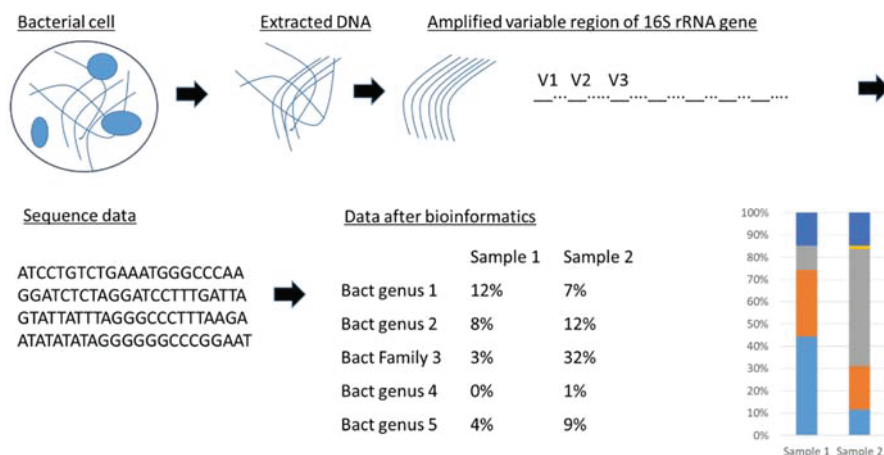 Bacterial cell
Extracted DNA
Amplified variable region of 16S rRNA gene
V1 V2 V3
Sequence data
ATCCTGTCTGAAATGGGCCCAA
GGATCTCTAGGATCCTTTGATTA
GTATTATTTAGGGCCCTTTAAGA
ATATATATAGGGGGGCCCGGAAT
Data after bioinformatics
Sample 1 Sample 2
Bact genus 1 12% 7%
Bact genus 2 8% 12%
Bact Family 3 3% 32%
Bact genus 4 0% 1%
Bact genus 5 4% 9%
100%
90%
80%
70%
60%
50%
40%
30%
20%
10%
0%
Sample 1 Sample 2